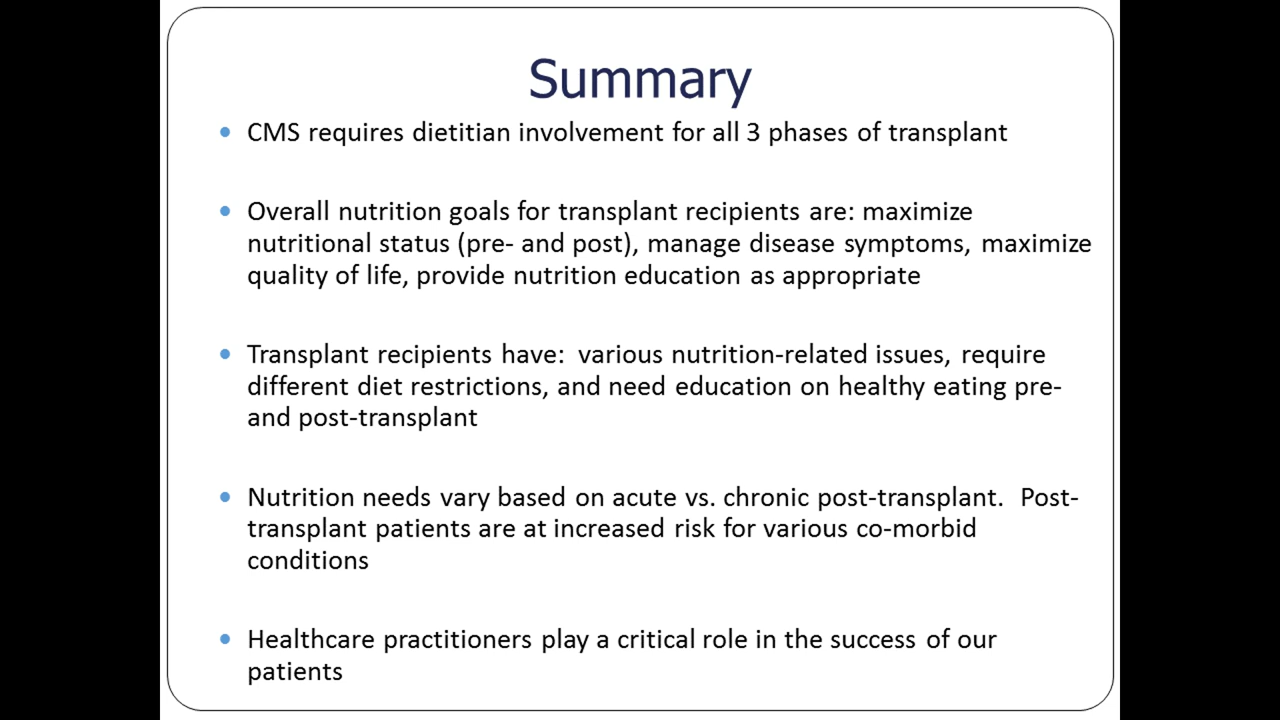 Summary
• CMS requires dietitian involvement for all 3 phases of transplant
• Overall nutrition goals for transplant recipients are: maximize
nutritional status (pre- and post), manage disease symptoms, maximize
quality of life, provide nutrition education as appropriate
• Transplant recipients have:  various nutrition-related issues, require
different diet restrictions, and need education on healthy eating pre-
and post-transplant
• Nutrition needs vary based on acute vs. chronic post-transplant.  Post-
transplant patients are at increased risk for various co-morbid
conditions
• Healthcare practitioners play a critical role in the success of our
patients